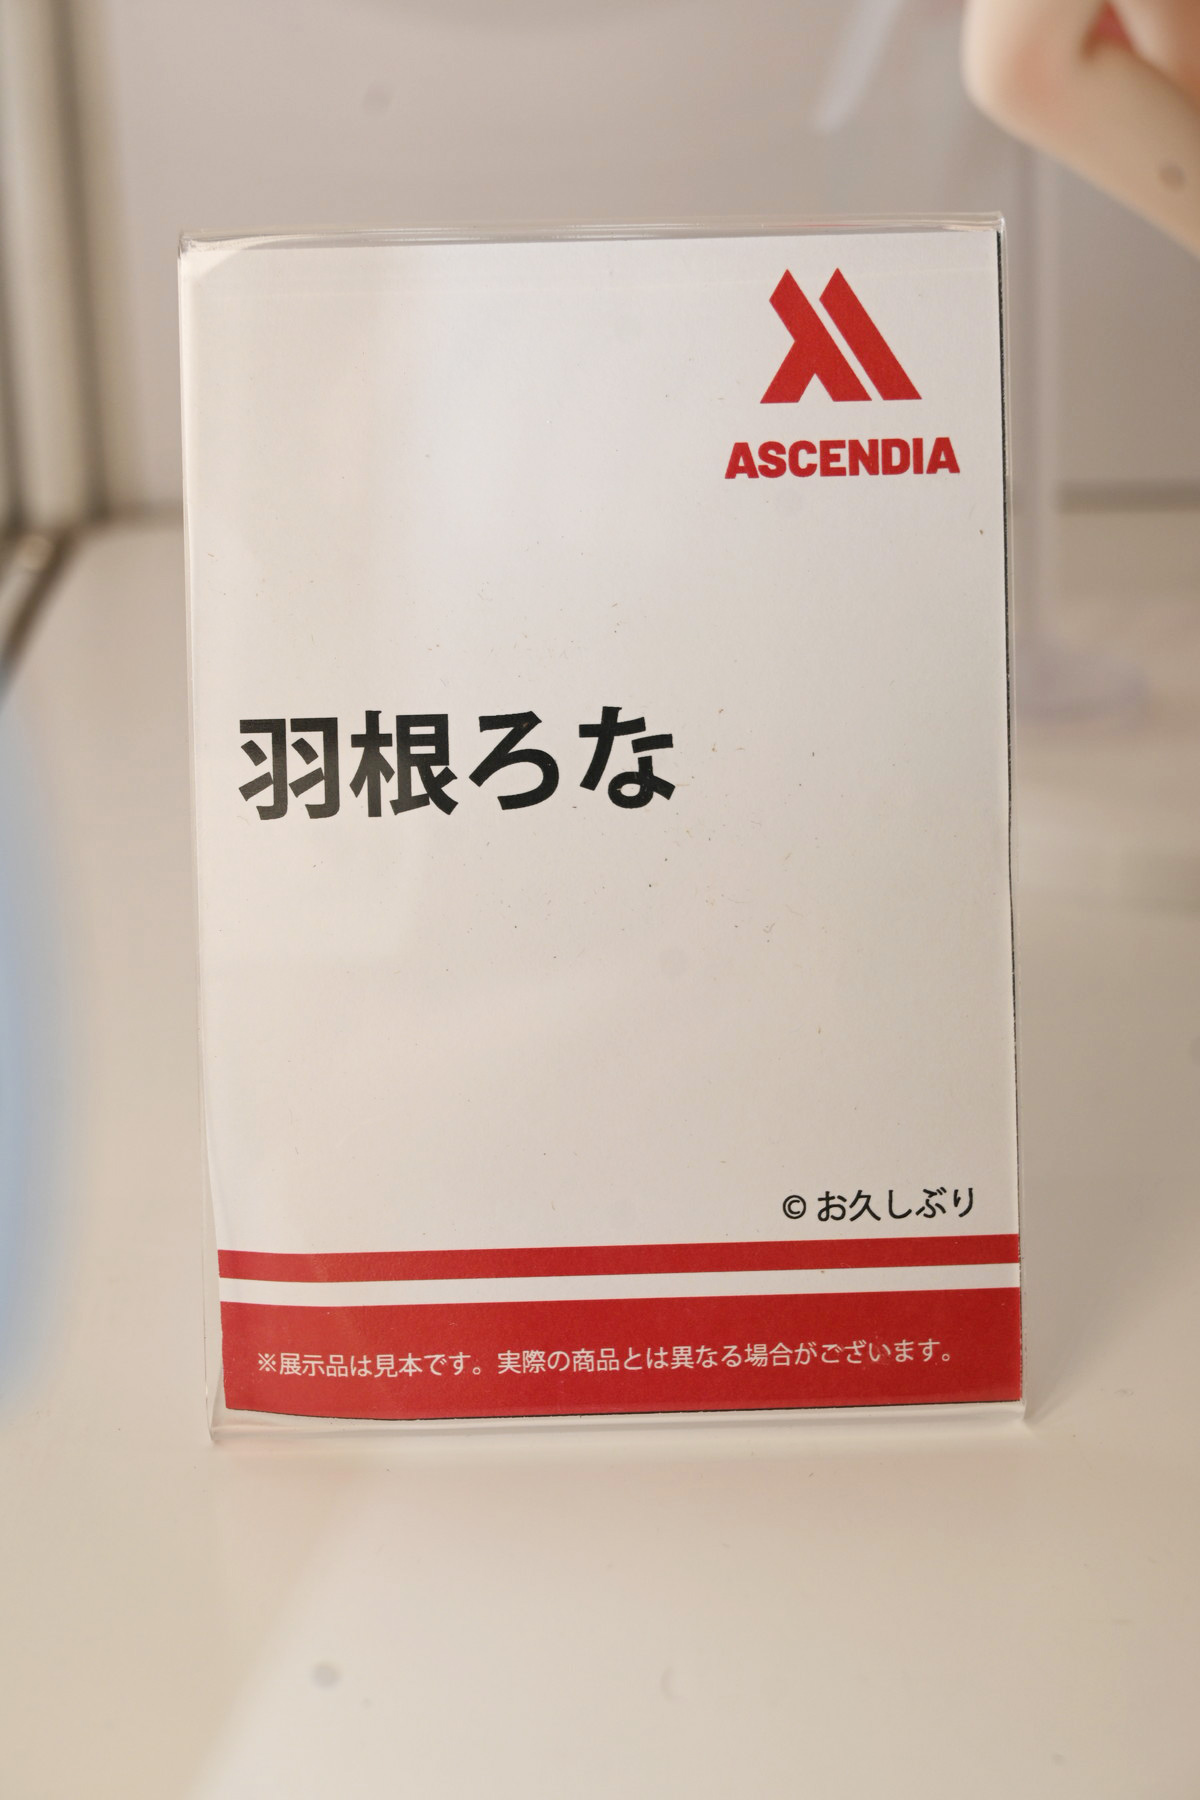 ASCENDIA
羽根ろな
© お久しぶり
※展示品は見本です。実際の商品とは異なる場合がございます。